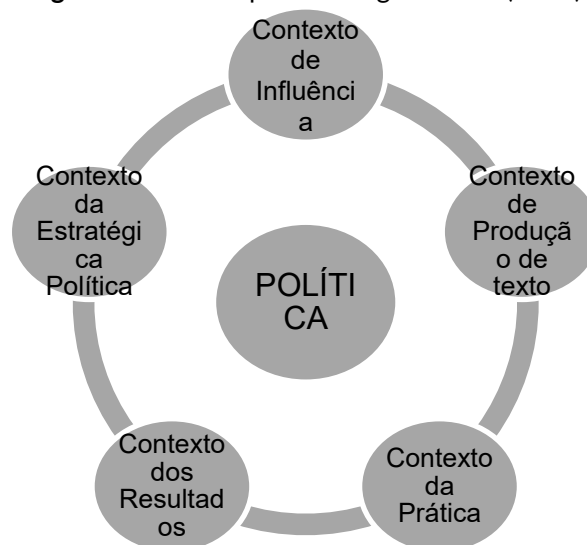 Contexto
de
Influênci
a
Contexto
da
Estratégi
ca
Política
Contexto
de
Produçã
o de
texto
POLÍTI
CA
Contexto
dos
Resultad
os
Contexto
da
Prática